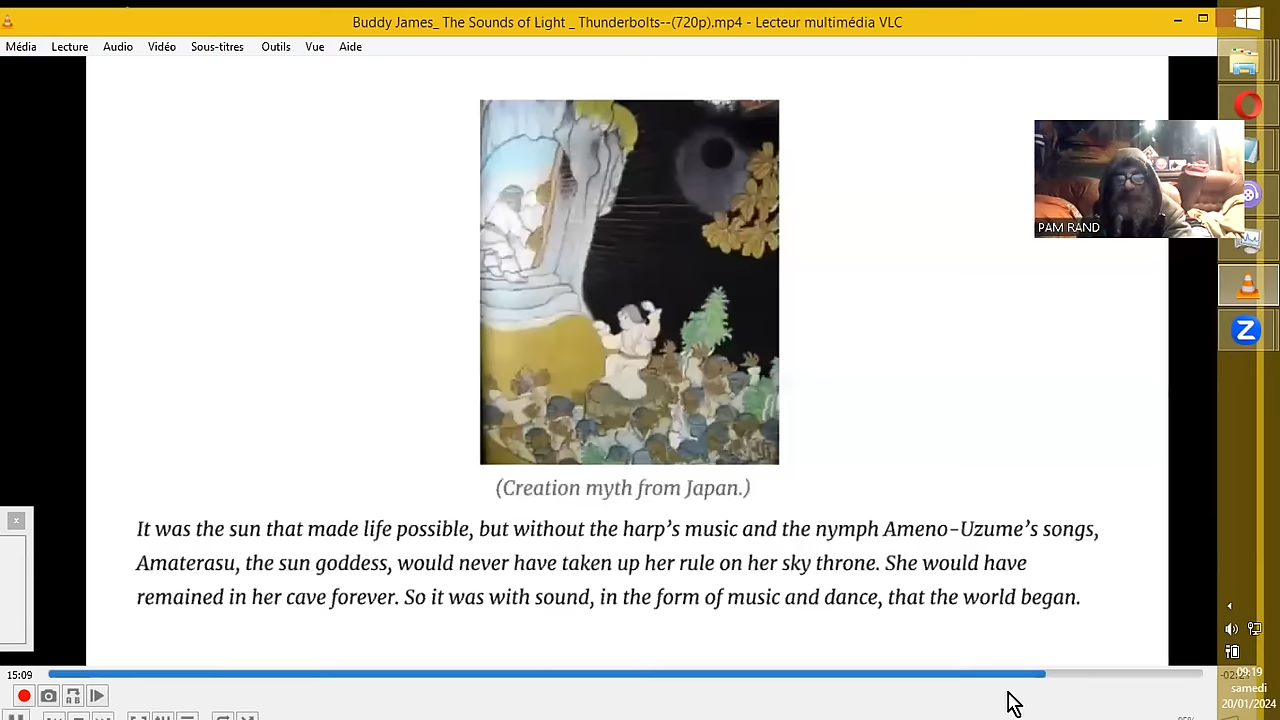 Buddy James_ The Sounds of Light _ Thunderbolts--(720p).mp4 - Lecteur multimédia VLC
Média Lecture Audio Vidéo Sous-titres Outils Vue Aide
PAM RAND
Z
(Creation myth from Japan.)
It was the sun that made life possible, but without the harp’s music and the nymph Ameno-Uzume’s songs,
Amaterasu, the sun goddess, would never have taken up her rule on her sky throne. She would have
remained in her cave forever. So it was with sound, in the form of music and dance, that the world began.
15:09
09:19
samedi
20/01/2024